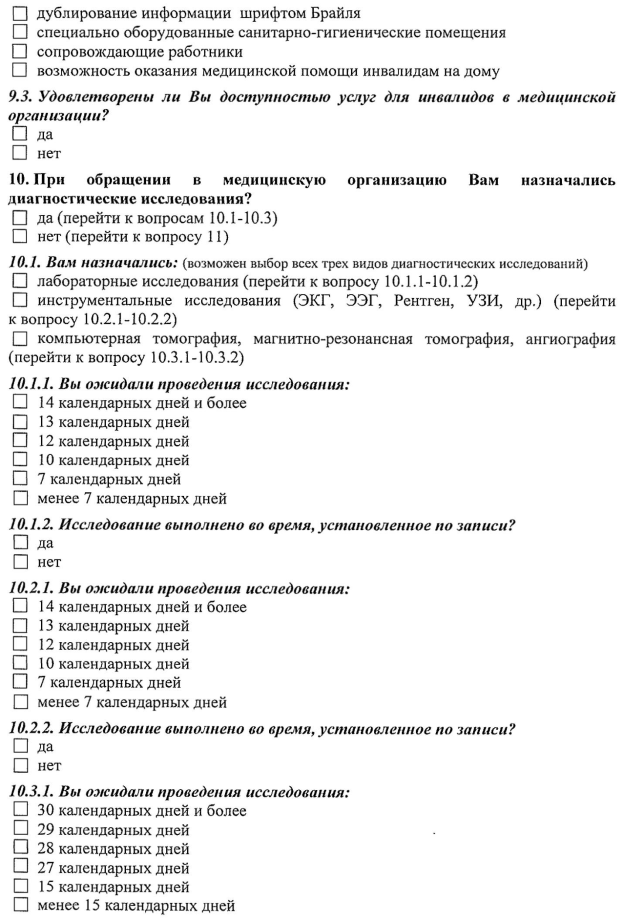 дублирование информации шрифтом Брайля
специально оборудованные санитарно-гигиенические помещения
сопровождающие работники
возможность оказания медицинской помощи инвалидам на дому
9.3. Удовлетворены ли Вы доступностью услуг для инвалидов в медицинской
организации?
да
нет
10. При обращении в медицинскую организацию Вам назначались
диагностические исследования?
да (перейти к вопросам 10.1-10.3)
нет (перейти к вопросу 11)
10.1. Вам назначались: (возможен выбор всех трех видов диагностических исследований)
лабораторные исследования (перейти к вопросу 10.1.1-10.1.2)
инструментальные исследования (ЭКГ, ЭЭГ, Рентген, УЗИ, др.) (перейти
к вопросу 10.2.1-10.2.2)
компьютерная томография, магнитно-резонансная томография, ангиография
(перейти к вопросу 10.3.1-10.3.2)
10.1.1. Вы ожидали проведения исследования:
14 календарных дней и более
13 календарных дней
12 календарных дней
10 календарных дней
7 календарных дней
менее 7 календарных дней
10.1.2. Исследование выполнено во время, установленное по записи?
да
нет
10.2.1. Вы ожидали проведения исследования:
14 календарных дней и более
13 календарных дней
12 календарных дней
10 календарных дней
7 календарных дней
менее 7 календарных дней
10.2.2. Исследование выполнено во время, установленное по записи?
да
нет
10.3.1. Вы ожидали проведения исследования:
30 календарных дней и более
29 календарных дней
28 календарных дней
27 календарных дней
15 календарных дней
менее 15 календарных дней